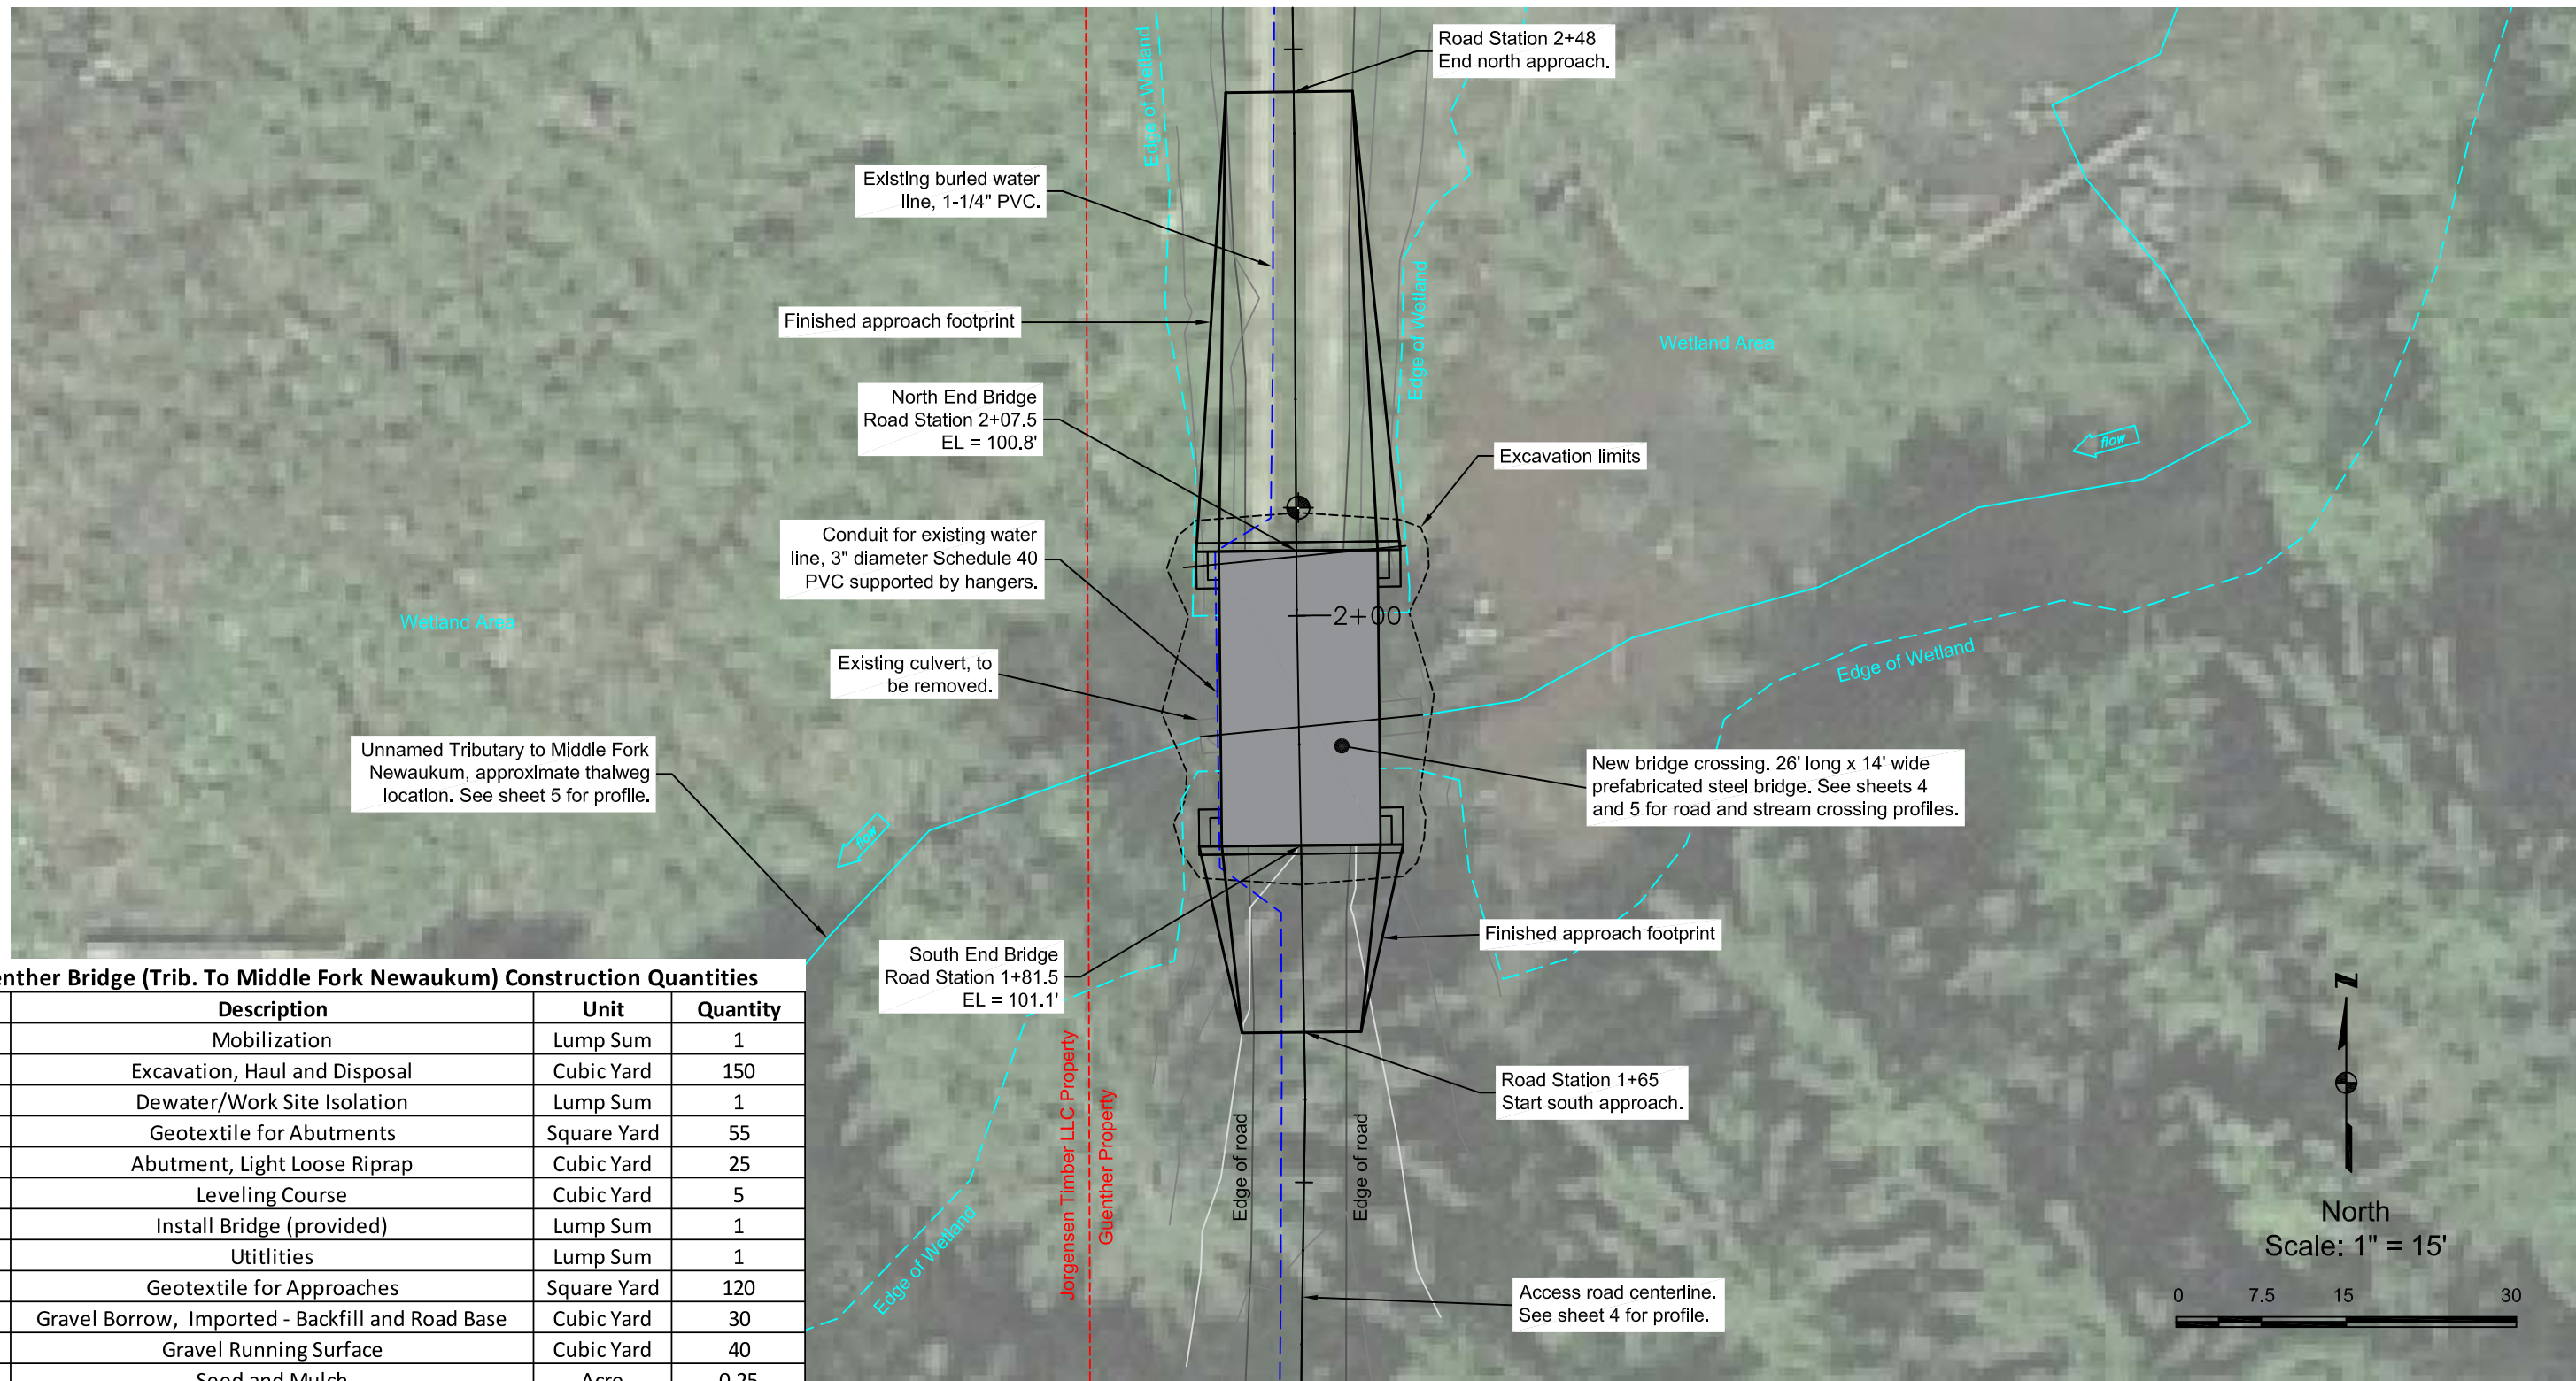 Road Station 2+48
End north approach.
Edge of Wetland
Existing buried water
line, 1-1/4" PVC.
Finished approach footprint
Edge of Wetland
Wetland Area
North End Bridge
Road Station 2+07.5
EL = 100.8'
flow
Excavation limits
Conduit for existing water
line, 3" diameter Schedule 40
PVC supported by hangers.
Wetland Area
2+00
Edge of Wetland
Existing culvert, to
be removed.
Unnamed Tributary to Middle Fork
Newaukum, approximate thalweg
location. See sheet 5 for profile.
New bridge crossing. 26' long x 14' wide
prefabricated steel bridge. See sheets 4
and 5 for road and stream crossing profiles.
flow
Finished approach footprint
South End Bridge
Road Station 1+81.5
EL = 101.1'
Road Station 1+65
Start south approach.
Jorgensen Timber LLC Property
Guenther Property
Edge of road
Edge of road
Edge of Wetland
Access road centerline.
See sheet 4 for profile.
enther Bridge (Trib. To Middle Fork Newaukum) Construction Quantities
Description Unit Quantity
Mobilization Lump Sum 1
Excavation, Haul and Disposal Cubic Yard 150
Dewater/Work Site Isolation Lump Sum 1
Geotextile for Abutments Square Yard 55
Abutment, Light Loose Riprap Cubic Yard 25
Leveling Course Cubic Yard 5
Install Bridge (provided) Lump Sum 1
Utitlities Lump Sum 1
Geotextile for Approaches Square Yard 120
Gravel Borrow, Imported - Backfill and Road Base Cubic Yard 30
Gravel Running Surface Cubic Yard 40
Seed and Mulch Acre 0.25
N
North
Scale: 1" = 15'
0 7.5 15 30